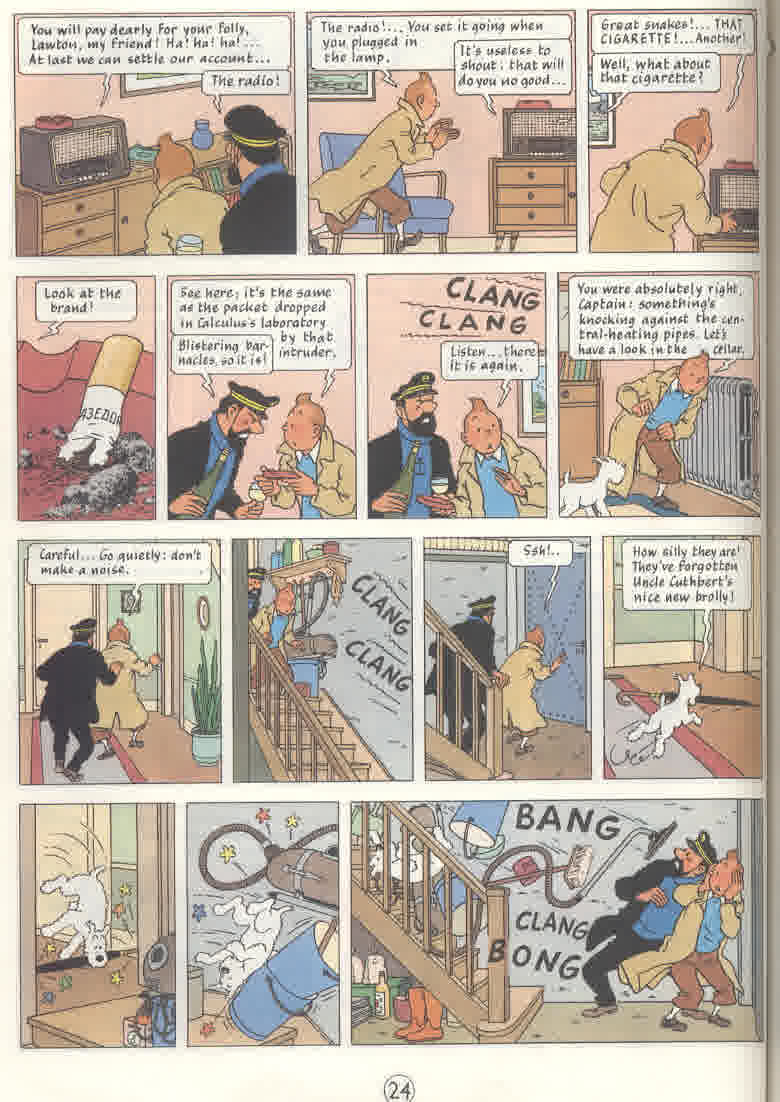 You will pay dearly for your folly,
Lawton, my friend! Ha! ha! ha!...
At last we can settle our account...
The radio!
The radio!... You set it going when
you plugged in
the lamp.
It's useless to
shout: that will
do you no good...
Great snakes!... THAT
CIGARETTE!... Another!
Well, what about
that cigarette?
Look at the
brand!
See here; it's the same
as the packet dropped
in Calculus's laboratory
by that
intruder.
Blistering bar-
nacles, so it is!
CLANG
CLANG
Listen... there
it is again.
You were absolutely right,
Captain: something's
knocking against the cen-
tral-heating pipes. Let's
have a look in the cellar.
Careful... Go quietly: don't
make a noise.
CLANG
CLANG
Ssh!..
How silly they are!
They've forgotten
Uncle Cuthbert's
nice new brolly!
BANG
CLANG
BONG
24